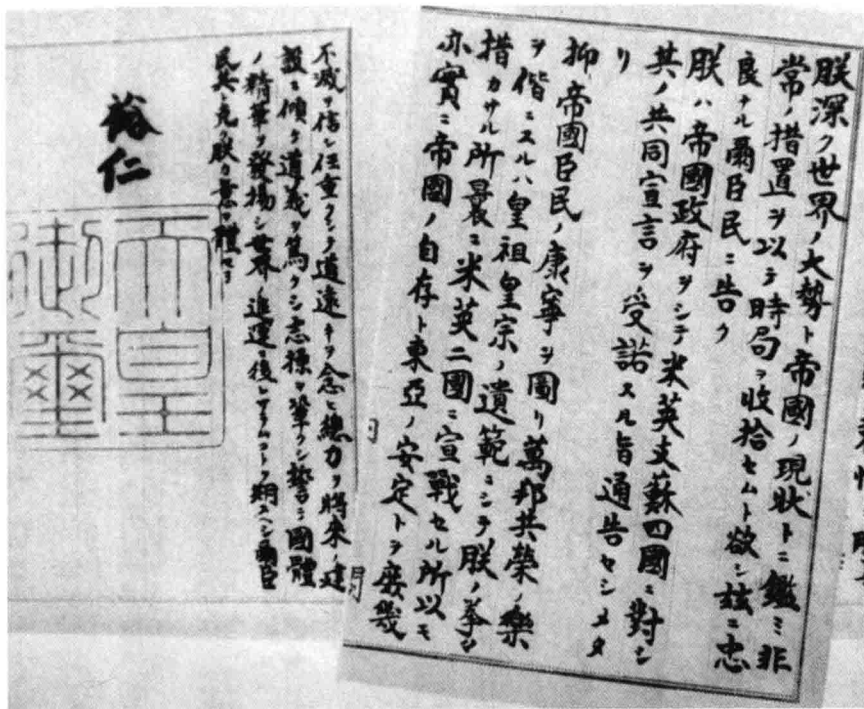 朕深ク世界ノ大勢ト帝國ノ現狀トニ鑑ミ非
常ノ措置ヲ以テ時局ヲ收拾セムト欲シ茲ニ忠
良ナル爾臣民ニ告ク
朕ハ帝國政府ヲシテ米英支蘇四國ニ對シ
其ノ共同宣言ヲ受諾スル旨通告セシメタ
リ
抑〻帝國臣民ノ康寧ヲ圖リ萬邦共榮ノ樂
ヲ偕ニスルハ皇祖皇宗ノ遺範ニシテ朕ノ拳〻
措カサル所曩ニ米英二國ニ宣戰セル所以モ
亦實ニ帝國ノ自存ト東亞ノ安定トヲ庶幾
不滅ヲ信シ任重クシテ道遠キヲ念ヒ總力ヲ將來ノ建
設ニ傾ケ道義ヲ篤クシ志操ヲ鞏クシ誓テ國體
ノ精華ヲ發揚シ世界ノ進運ニ後レサラムコトヲ期スヘシ爾臣
民其レ克ク朕カ意ヲ體セヨ
裕仁
天皇
御璽